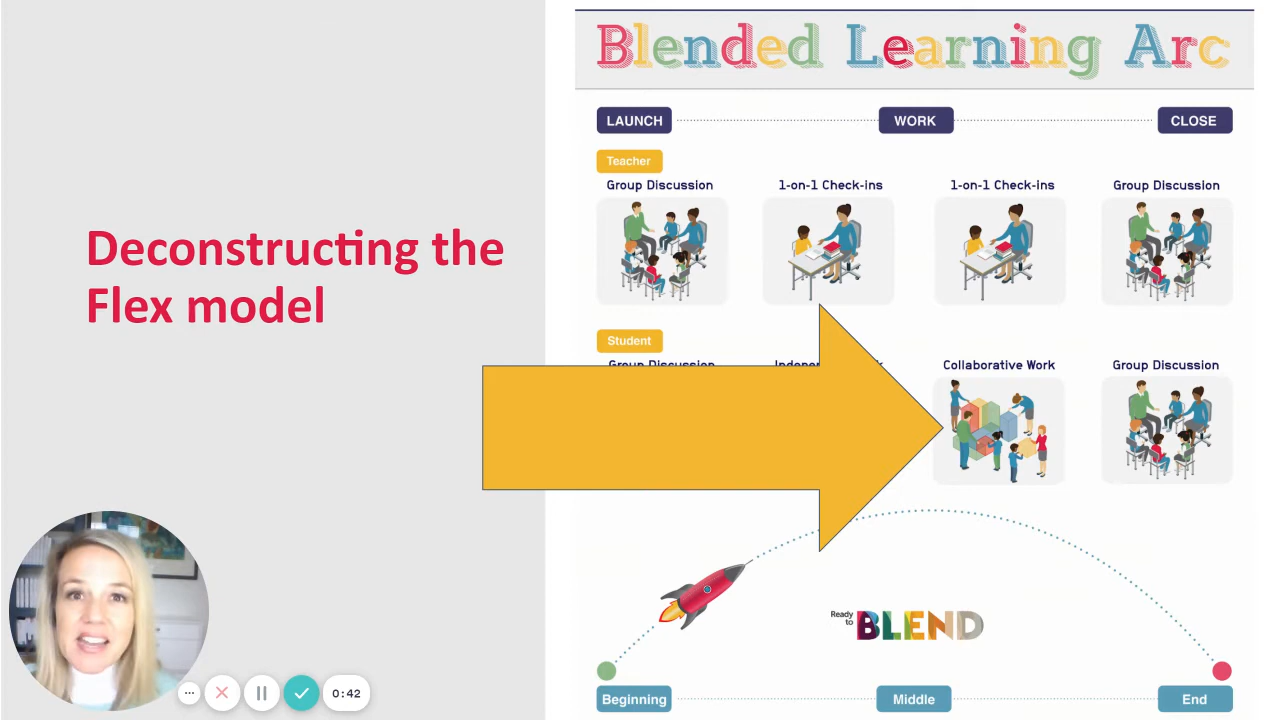 Blended Learning Arc
LAUNCH
WORK
CLOSE
Teacher
Group Discussion
1-on-1 Check-ins
1-on-1 Check-ins
Group Discussion
Deconstructing the
Flex model
Student
Group Discussion
Collaborative Work
Group Discussion
Ready
to
BLEND
0:42
Beginning
Middle
End